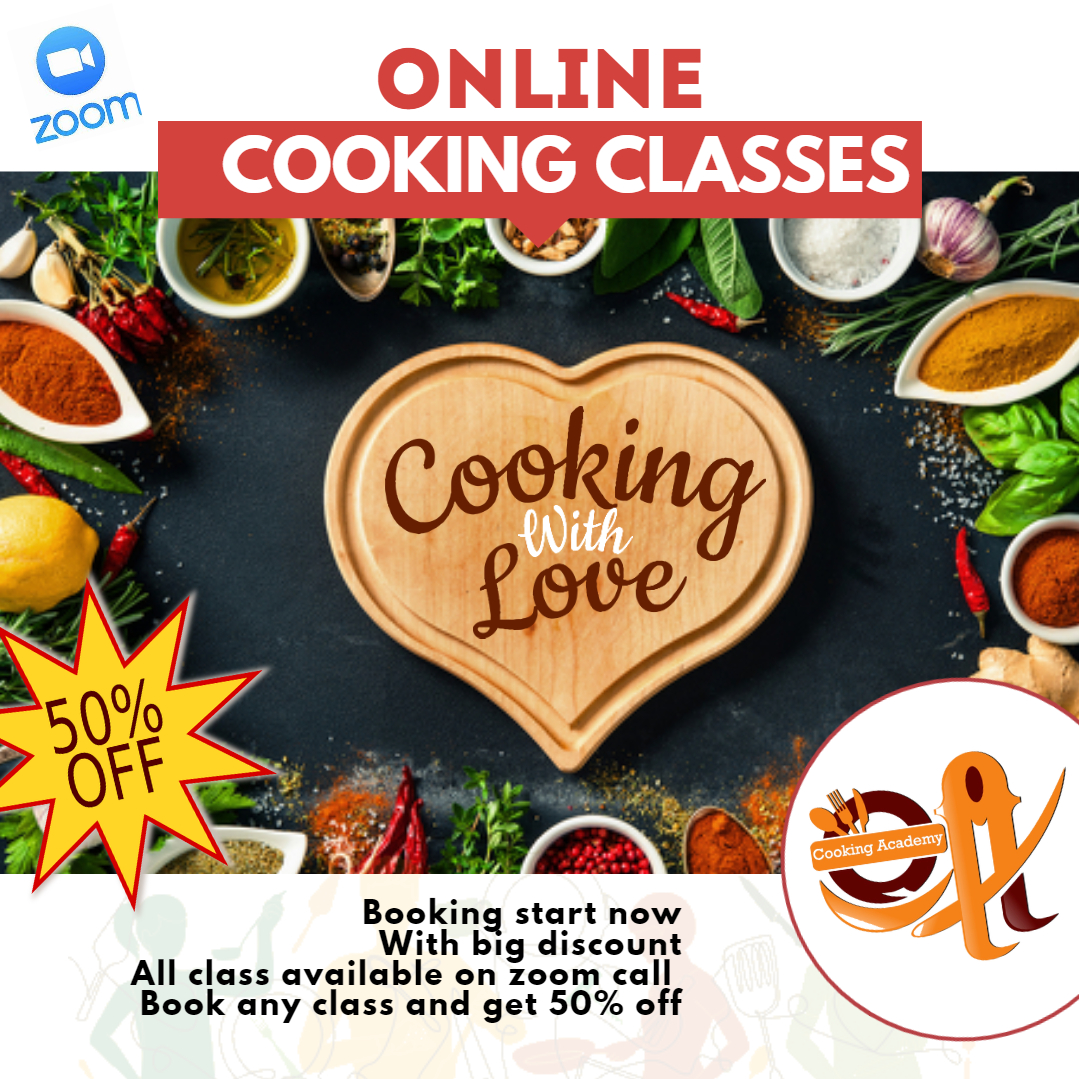 zoom
ONLINE
COOKING CLASSES
Cooking
With
Love
50%
OFF
Cooking Academy
Booking start now
With big discount
All class available on zoom call
Book any class and get 50% off